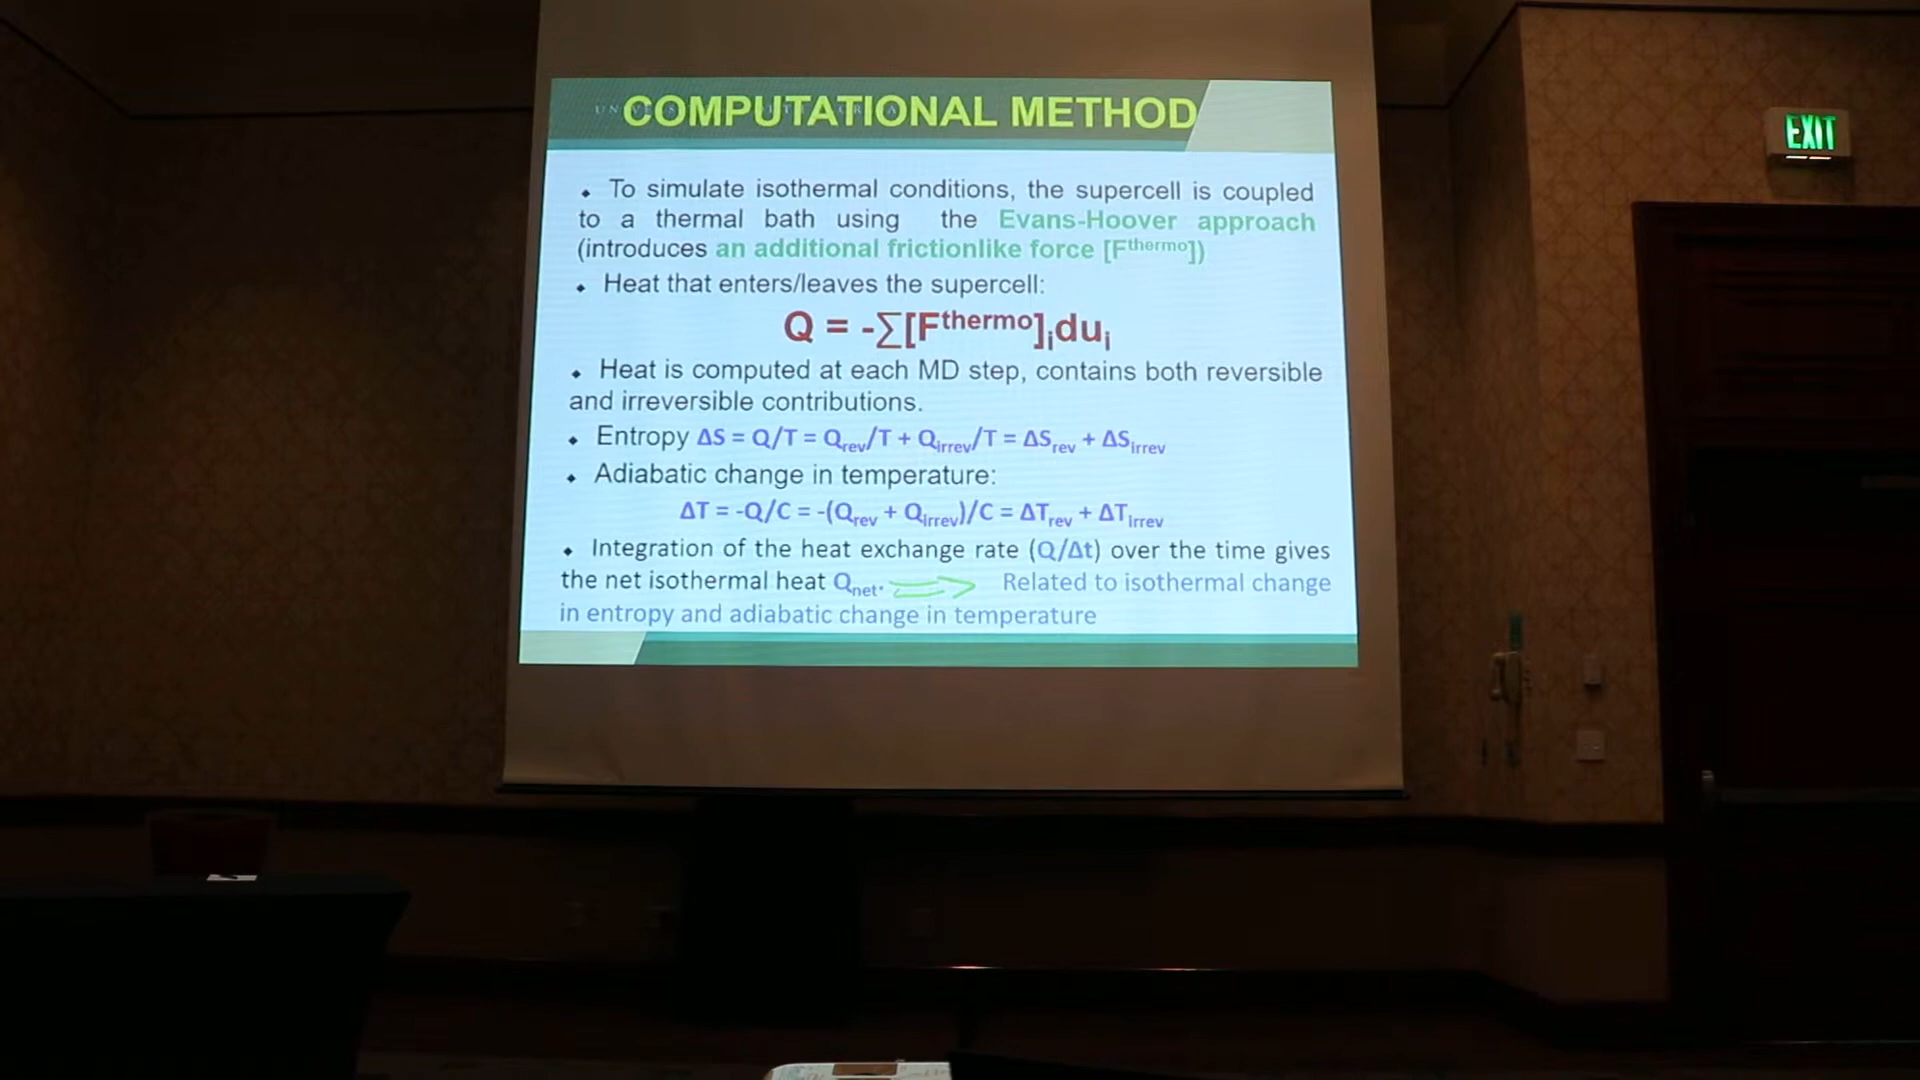 COMPUTATIONAL METHOD
EXIT
⬩ To simulate isothermal conditions, the supercell is coupled
to a thermal bath using the Evans-Hoover approach
(introduces an additional frictionlike force [Fᵗʰᵉʳᵐᵒ])
⬩ Heat that enters/leaves the supercell:
Q = -∑[Fᵗʰᵉʳᵐᵒ]ᵢduᵢ
⬩ Heat is computed at each MD step, contains both reversible
and irreversible contributions.
⬩ Entropy ΔS = Q/T = Q_rev/T + Q_irrev/T = ΔS_rev + ΔS_irrev
⬩ Adiabatic change in temperature:
ΔT = -Q/C = -(Q_rev + Q_irrev)/C = ΔT_rev + ΔT_irrev
⬩ Integration of the heat exchange rate (Q/Δt) over the time gives
the net isothermal heat Q_net. Related to isothermal change
in entropy and adiabatic change in temperature